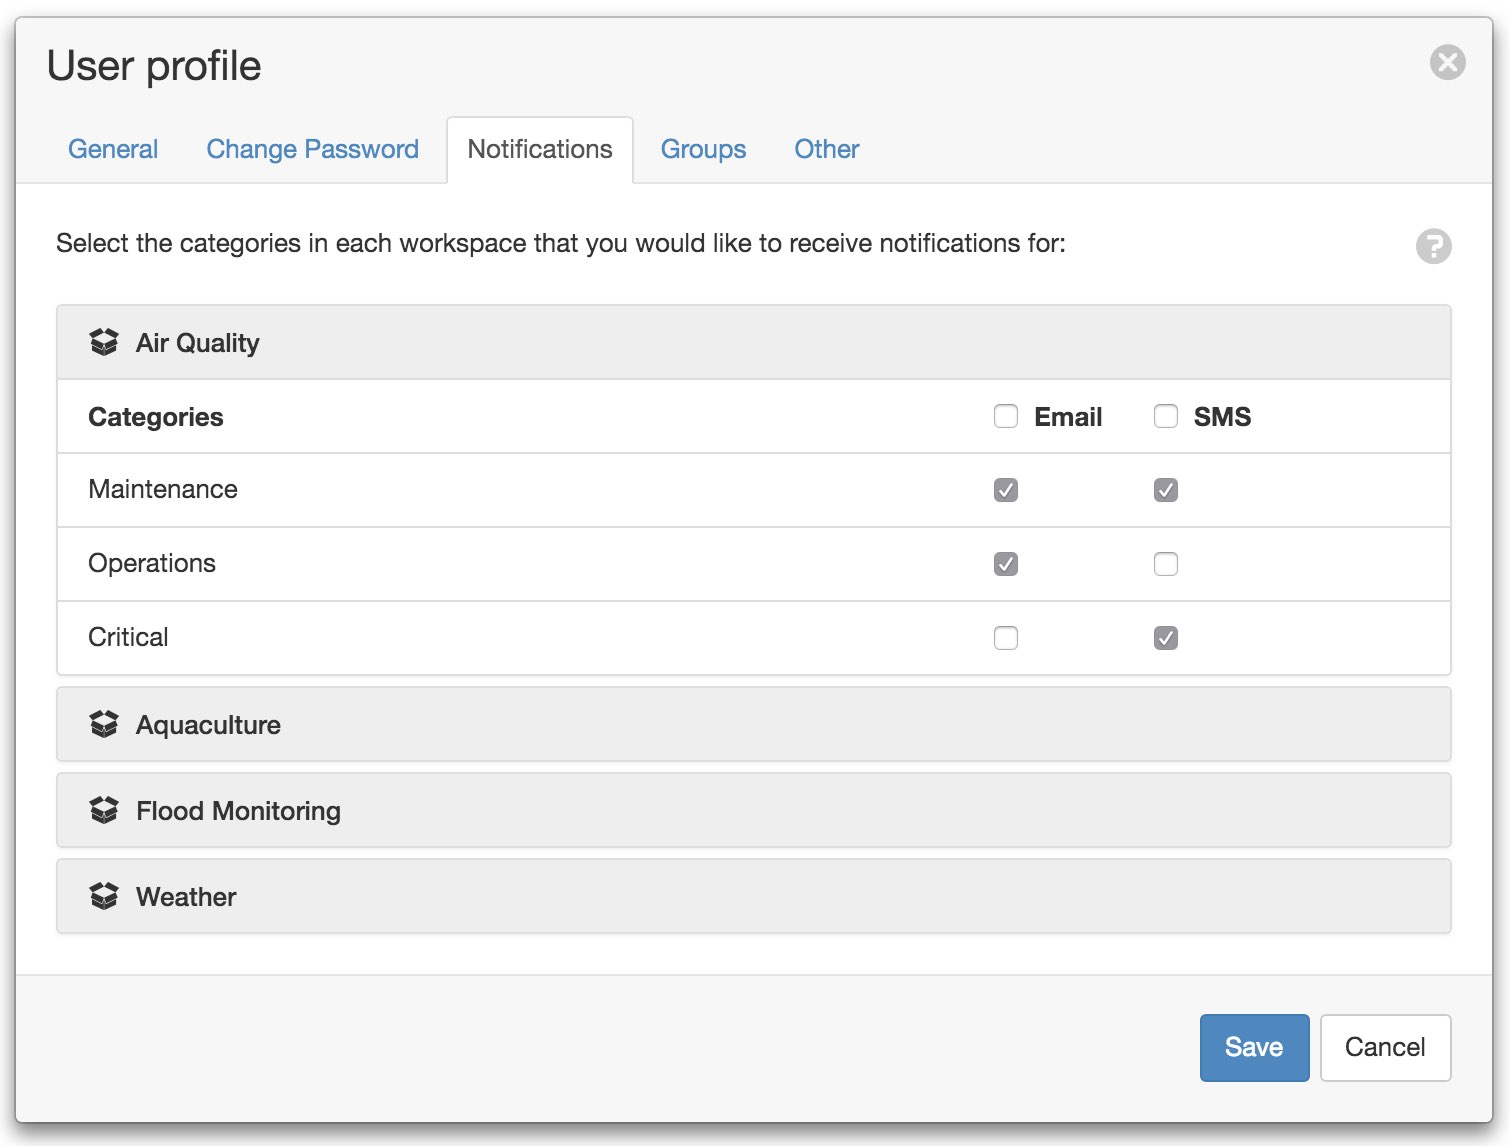 User profile
General Change Password Notifications Groups Other
Select the categories in each workspace that you would like to receive notifications for:
?
Air Quality
Categories Email SMS
Maintenance
Operations
Critical
Aquaculture
Flood Monitoring
Weather
Save Cancel